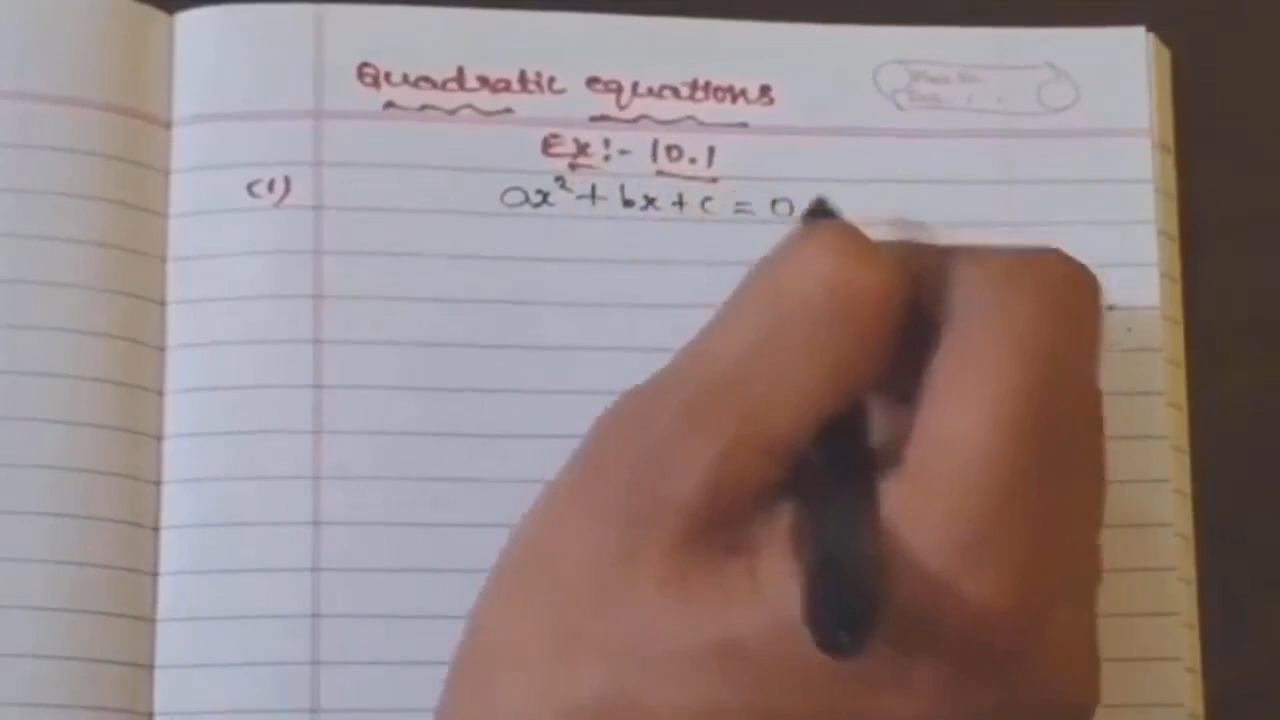 Quadratic equations
Ex:- 10.1
(1) ax² + bx + c = 0